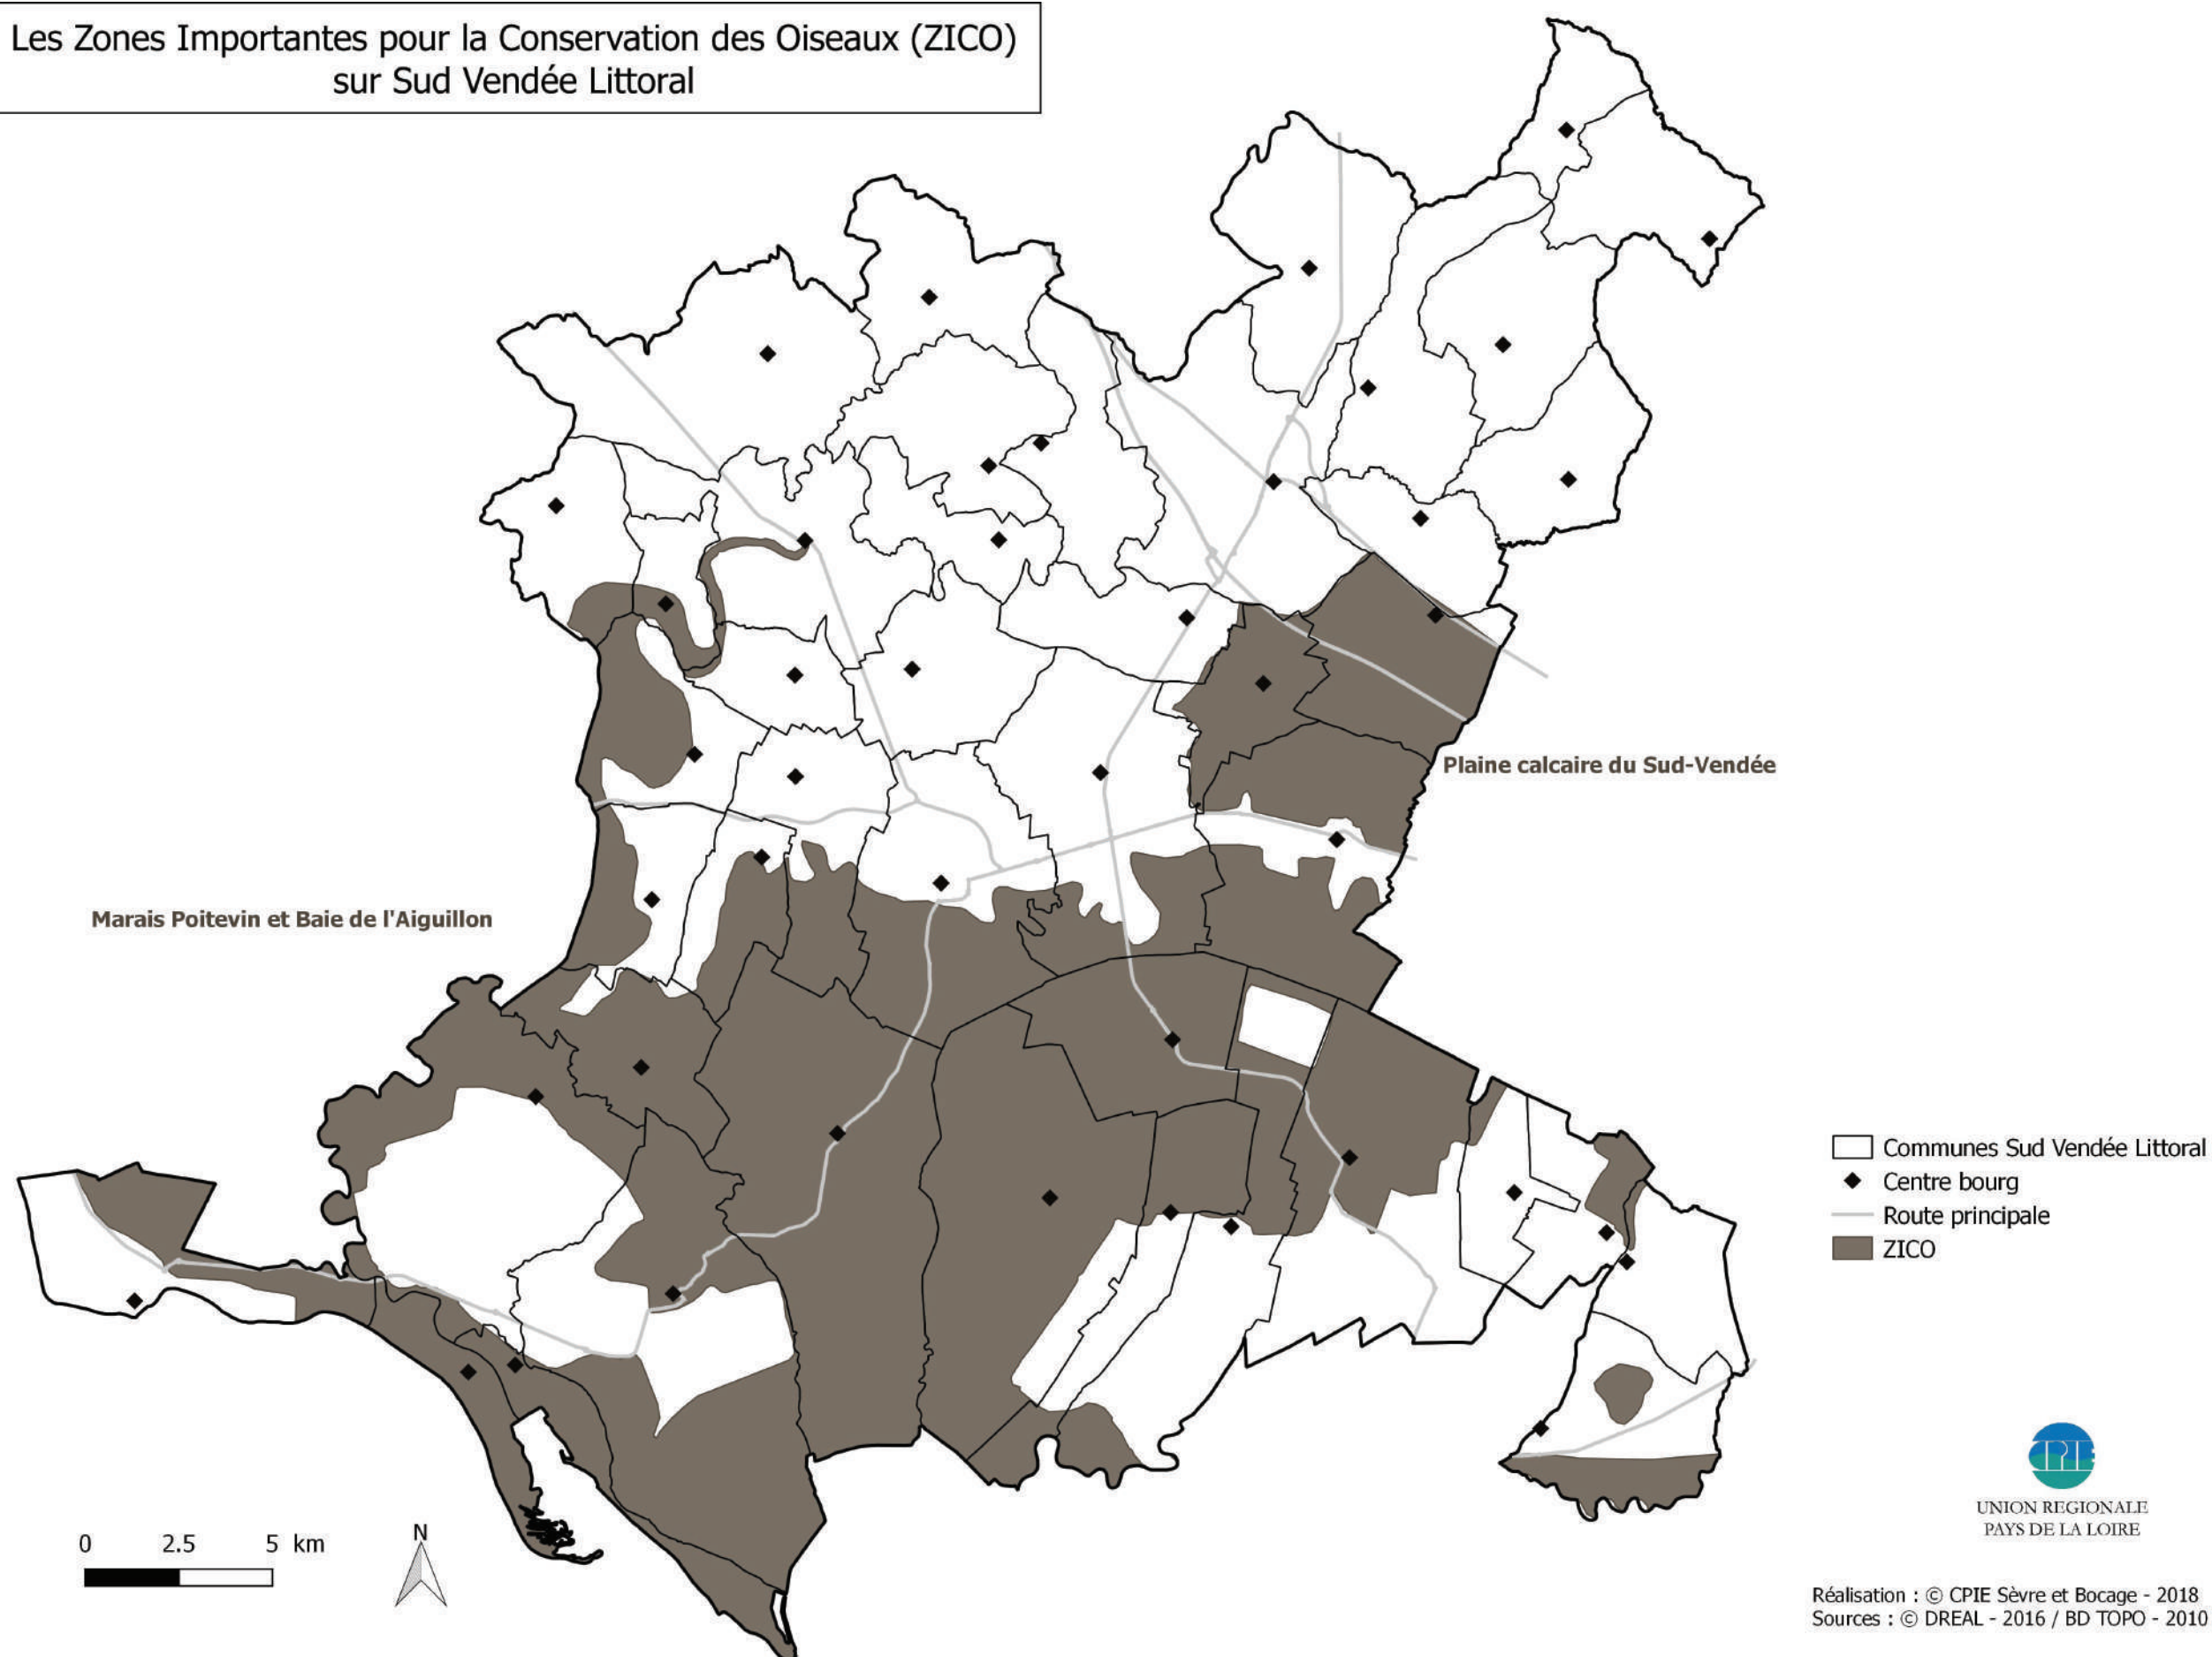 Les Zones Importantes pour la Conservation des Oiseaux (ZICO)
sur Sud Vendée Littoral
Plaine calcaire du Sud-Vendée
Marais Poitevin et Baie de l'Aiguillon
Communes Sud Vendée Littoral
Centre bourg
Route principale
ZICO
CPIE
UNION REGIONALE
PAYS DE LA LOIRE
0 2.5 5 km
N
Réalisation : © CPIE Sèvre et Bocage - 2018
Sources : © DREAL - 2016 / BD TOPO - 2010